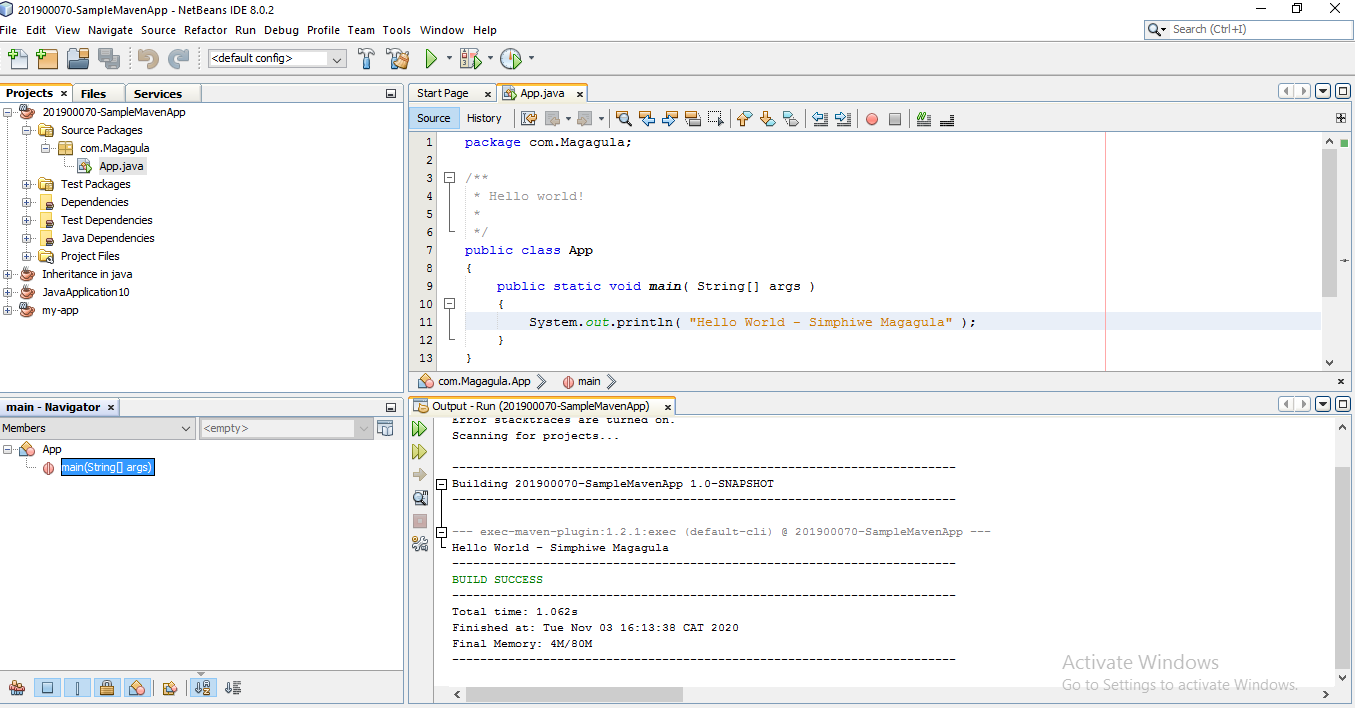 201900070-SampleMavenApp - NetBeans IDE 8.0.2
File Edit View Navigate Source Refactor Run Debug Profile Team Tools Window Help
Search (Ctrl+I)
<default config>
Projects Files Services
201900070-SampleMavenApp
Source Packages
com.Magagula
App.java
Test Packages
Dependencies
Test Dependencies
Java Dependencies
Project Files
Inheritance in java
JavaApplication10
my-app
Start Page App.java
Source History
1 package com.Magagula;
2
3 /**
4 * Hello world!
5 *
6 */
7 public class App
8 {
9 public static void main( String[] args )
10 {
11 System.out.println( "Hello World - Simphiwe Magagula" );
12 }
13 }
com.Magagula.App main
main - Navigator
Members <empty>
App
main(String[] args)
Output - Run (201900070-SampleMavenApp)
Error stacktraces are turned on.
Scanning for projects...
------------------------------------------------------------------------
Building 201900070-SampleMavenApp 1.0-SNAPSHOT
------------------------------------------------------------------------
--- exec-maven-plugin:1.2.1:exec (default-cli) @ 201900070-SampleMavenApp ---
Hello World - Simphiwe Magagula
------------------------------------------------------------------------
BUILD SUCCESS
------------------------------------------------------------------------
Total time: 1.062s
Finished at: Tue Nov 03 16:13:38 CAT 2020
Final Memory: 4M/80M
------------------------------------------------------------------------
Activate Windows
Go to Settings to activate Windows.